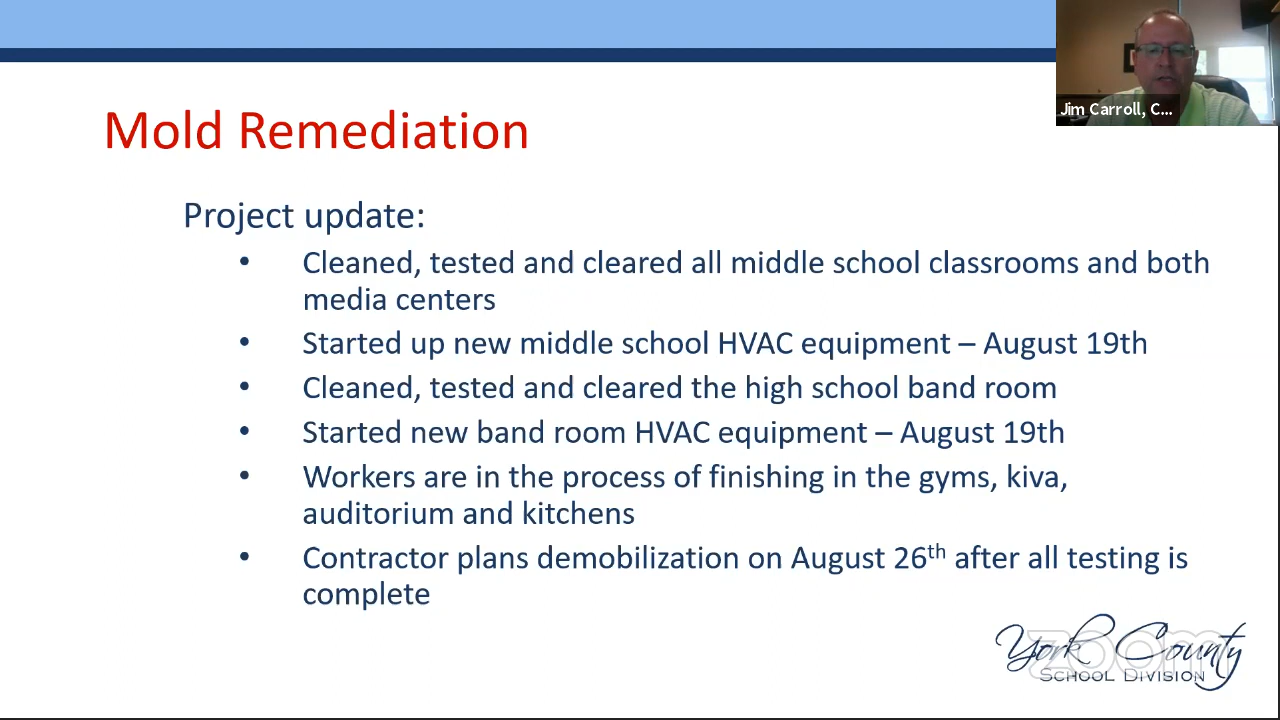 Jim Carroll, C...
Mold Remediation
Project update:
• Cleaned, tested and cleared all middle school classrooms and both
media centers
• Started up new middle school HVAC equipment – August 19th
• Cleaned, tested and cleared the high school band room
• Started new band room HVAC equipment – August 19th
• Workers are in the process of finishing in the gyms, kiva,
auditorium and kitchens
• Contractor plans demobilization on August 26th after all testing is
complete
York County
zoom
SCHOOL DIVISION